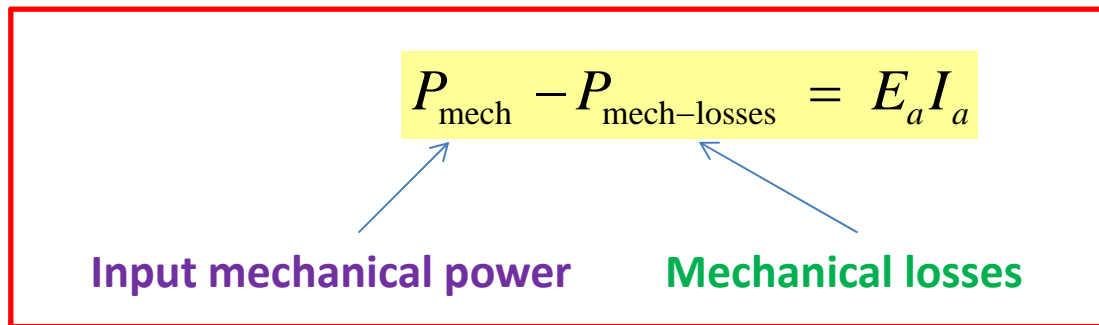 P_mech − P_mech−losses = E_a I_a
Input mechanical power Mechanical losses